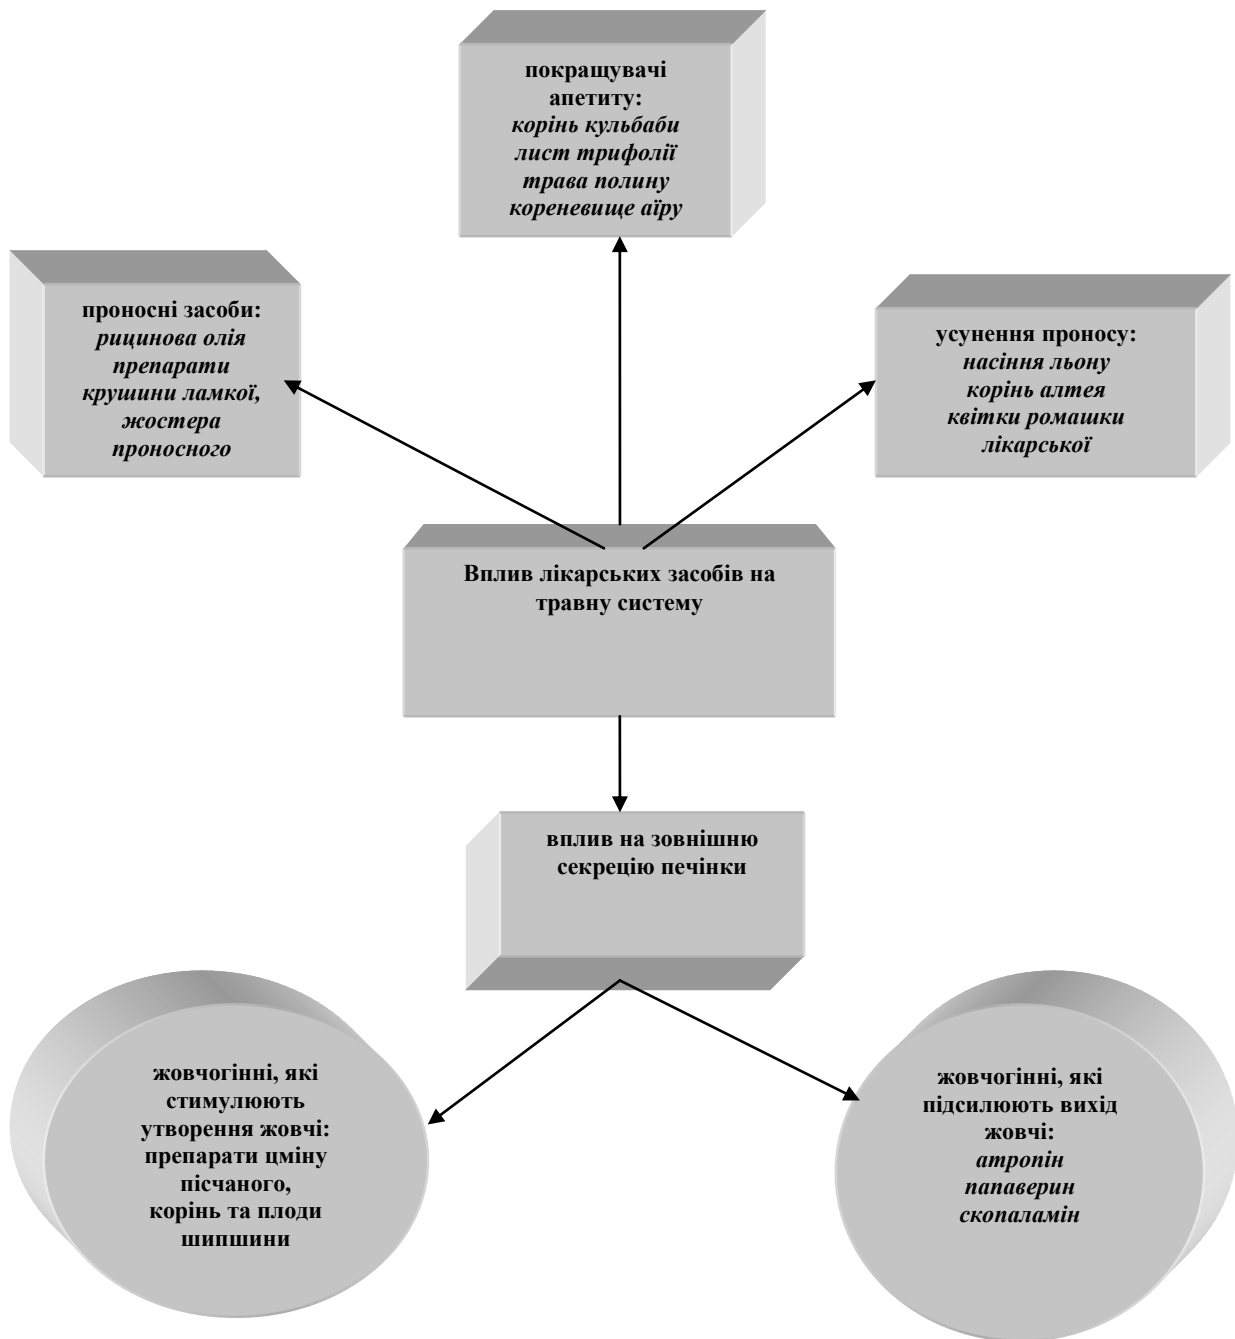 покращувачі
апетиту:
корінь кульбаби
лист трифолії
трава полину
кореневище аїру
проносні засоби:
рицинова олія
препарати
крушини ламкої,
жостера
проносного
усунення проносу:
насіння льону
корінь алтея
квітки ромашки
лікарської
Вплив лікарських засобів на
травну систему
вплив на зовнішню
секрецію печінки
жовчогінні, які
стимулюють
утворення жовчі:
препарати цміну
пісчаного,
корінь та плоди
шипшини
жовчогінні, які
підсилюють вихід
жовчі:
атропін
папаверин
скопаламін